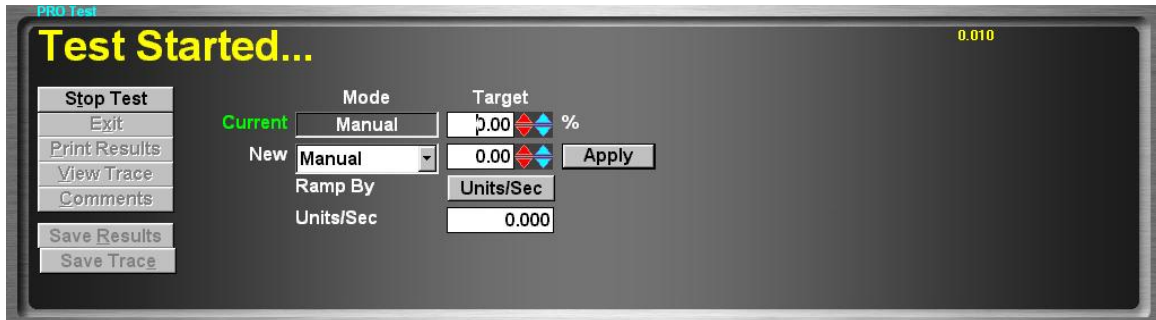 PRO Test
Test Started...
0.010
Stop Test
Exit
Print Results
View Trace
Comments
Save Results
Save Trace
Mode Target
Current Manual 0.00 %
New Manual 0.00 Apply
Ramp By Units/Sec
Units/Sec 0.000